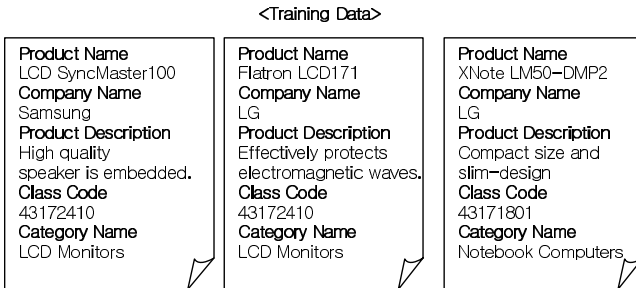 <Training Data>
Product Name
LCD SyncMaster100
Company Name
Samsung
Product Description
High quality
speaker is embedded.
Class Code
43172410
Category Name
LCD Monitors
Product Name
Flatron LCD171
Company Name
LG
Product Description
Effectively protects
electromagnetic waves.
Class Code
43172410
Category Name
LCD Monitors
Product Name
XNote LM50-DMP2
Company Name
LG
Product Description
Compact size and
slim-design
Class Code
43171801
Category Name
Notebook Computers